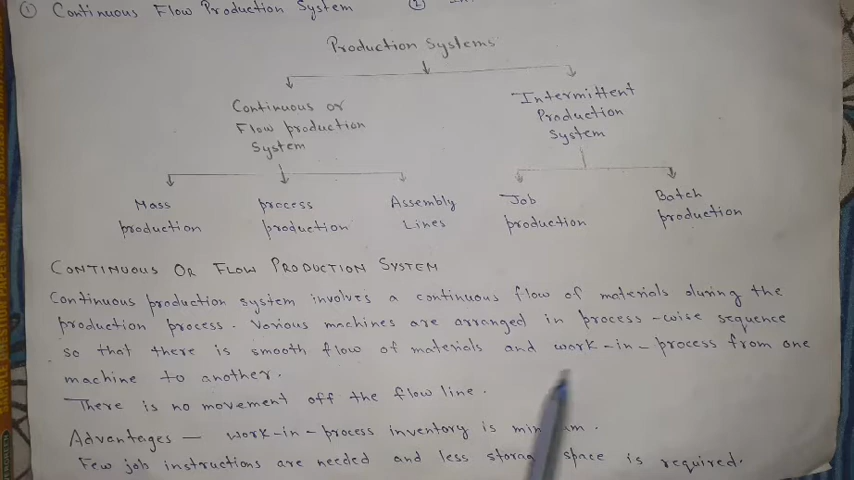 ① Continuous Flow Production System ②
Production Systems
Continuous or Flow production System
Intermittent Production System
Mass production
process production
Assembly Lines
Job production
Batch production
CONTINUOUS OR FLOW PRODUCTION SYSTEM
Continuous production system involves a continuous flow of materials during the
production process. Various machines are arranged in process-wise sequence
so that there is smooth flow of materials and work-in-process from one
machine to another.
There is no movement off the flow line.
Advantages — work-in-process inventory is
Few job instructions are needed and less space is required.